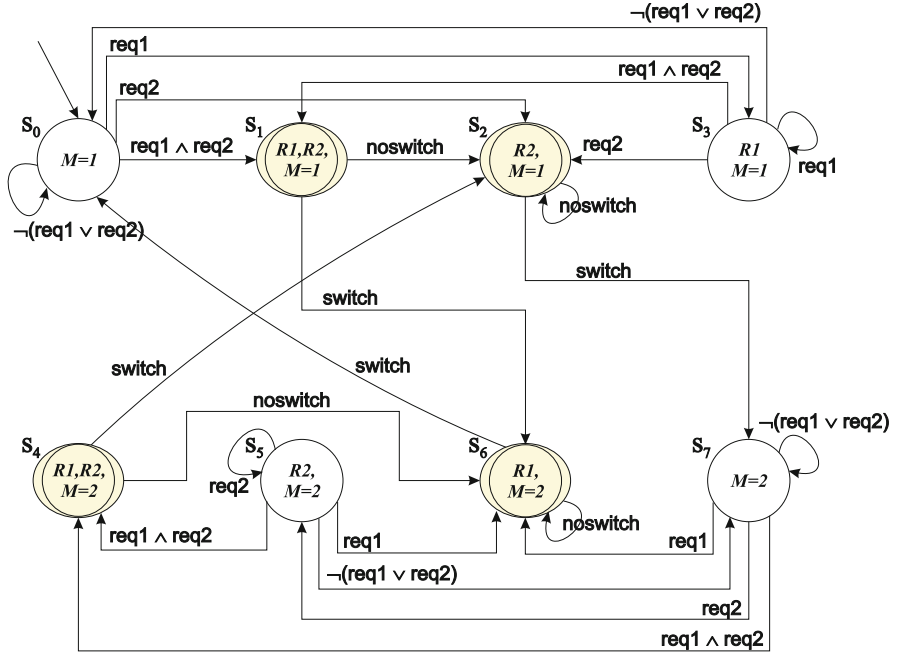 ¬(req1 ∨ req2)
req1
req1 ∧ req2
req2
S0
S1
S2
S3
M=1
req1 ∧ req2
R1,R2,
M=1
noswitch
R2,
M=1
req2
R1
M=1
req1
noswitch
¬(req1 ∨ req2)
switch
switch
switch
switch
noswitch
¬(req1 ∨ req2)
S4
S5
S6
S7
R1,R2,
M=2
R2,
M=2
R1,
M=2
M=2
req2
noswitch
req1 ∧ req2
req1
req1
¬(req1 ∨ req2)
req2
req1 ∧ req2